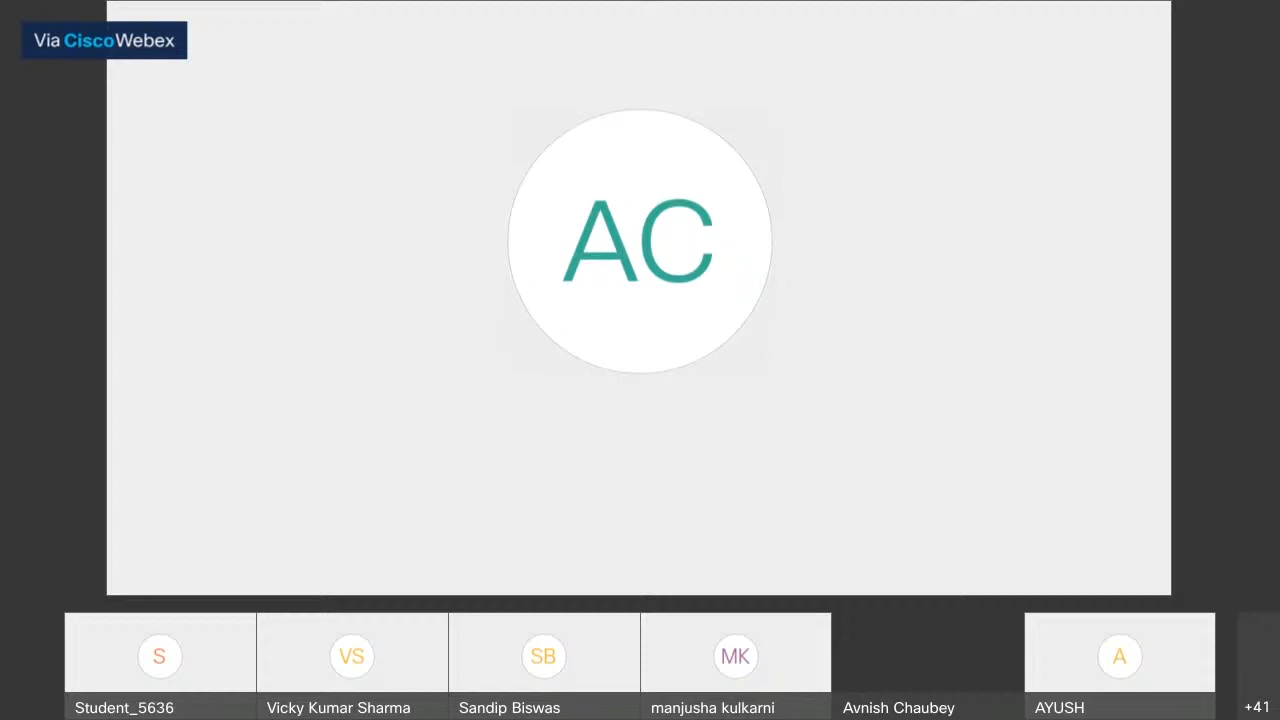 Via CiscoWebex
AC
S
VS
SB
MK
A
Student_5636
Vicky Kumar Sharma
Sandip Biswas
manjusha kulkarni
Avnish Chaubey
AYUSH
+41